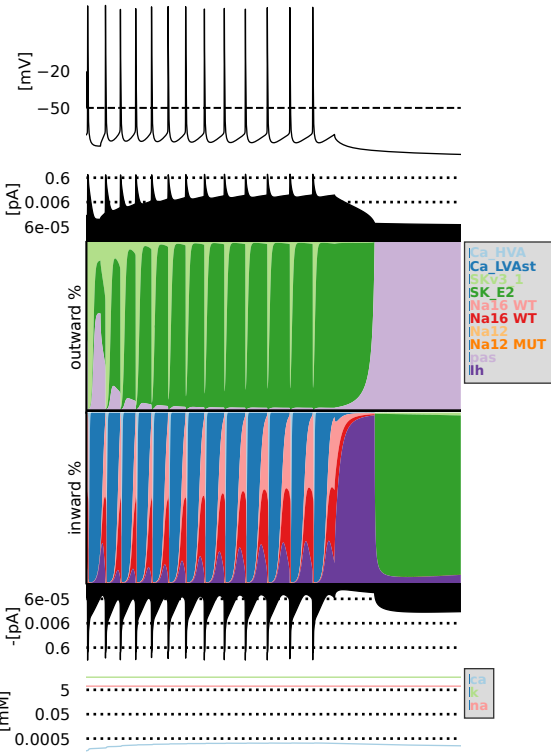 [mV]
−20
−50
[pA]
0.6
0.006
6e-05
outward %
Ca_HVA
Ca_LVAst
SKv3_1
SK_E2
Na16 WT
Na16 WT
Na12
Na12 MUT
pas
Ih
inward %
6e-05
-[pA]
0.006
0.6
ca
k
na
5
[mM]
0.05
0.0005